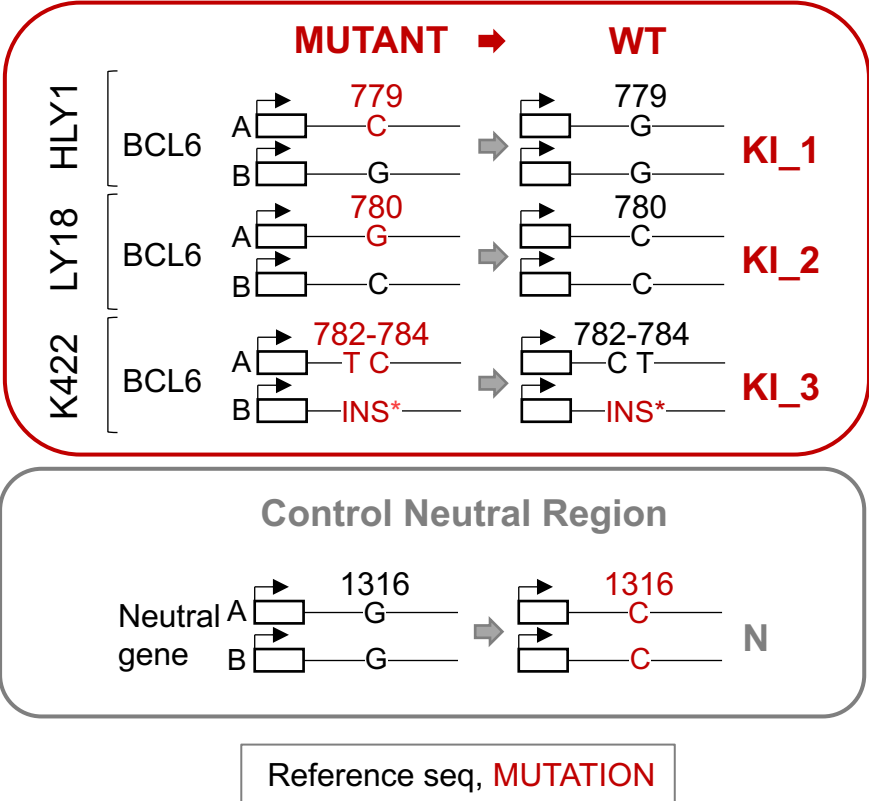 MUTANT WT
HLY1
BCL6
A
779
C
B
G
779
G
G
KI_1
LY18
BCL6
A
780
G
B
C
780
C
C
KI_2
K422
BCL6
A
782-784
T C
B
INS*
782-784
C T
INS*
KI_3
Control Neutral Region
Neutral
gene
A
1316
G
B
G
1316
C
C
N
Reference seq, MUTATION